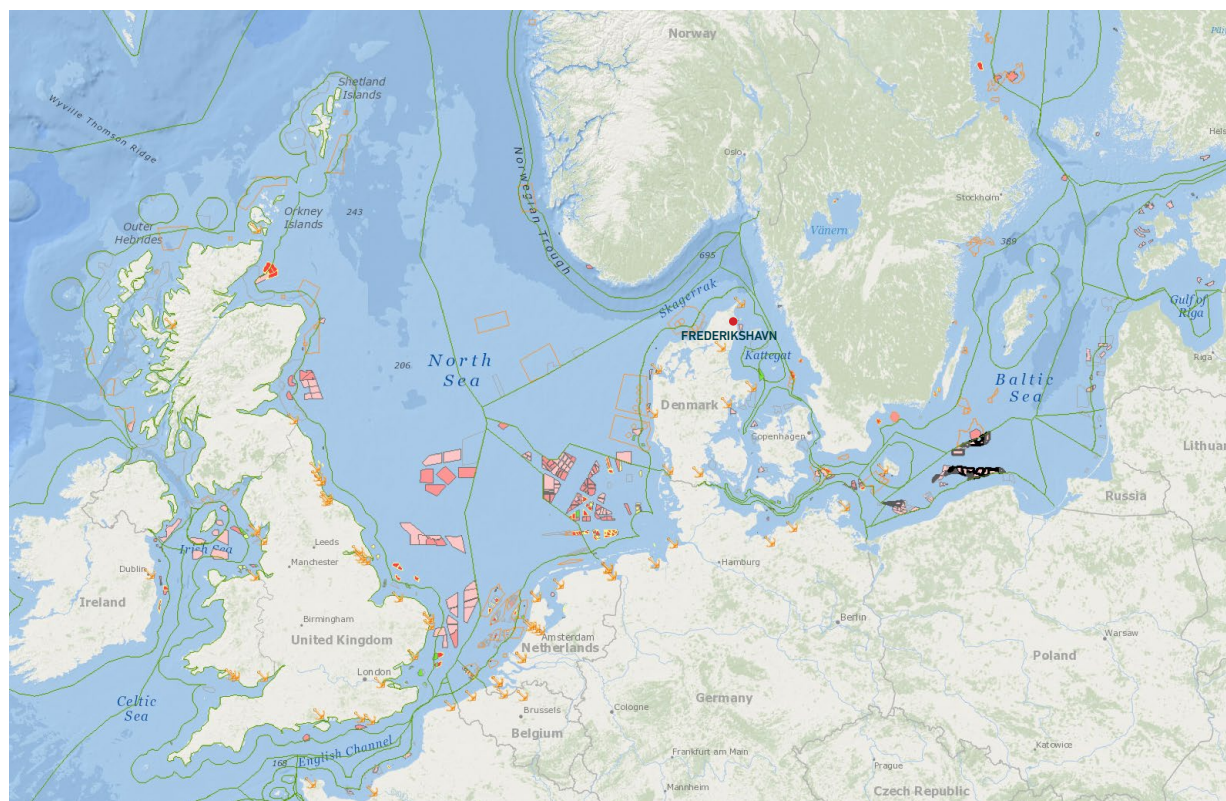 Norway
Shetland
Islands
Wyville Thomson Ridge
Norwegian Trough
Oslo
Stockholm
Orkney
Islands
243
Outer
Hebrides
Vänern
389
695
Skagerrak
Gulf of
Riga
FREDERIKSHAVN
Kattegat
Riga
206
North
Sea
Baltic
Sea
Denmark
Copenhagen
Lithuar
Russia
Leeds
Irish Sea
Manchester
Dublin
Hamburg
Ireland
Birmingham
United Kingdom
Berlin
Amsterdam
Netherlands
Warsaw
Poland
London
Celtic
Sea
Germany
Brussels
Cologne
Belgium
English Channel
168
Frankfurt am Main
Katowice
Prague
Mannheim
Czech Republic